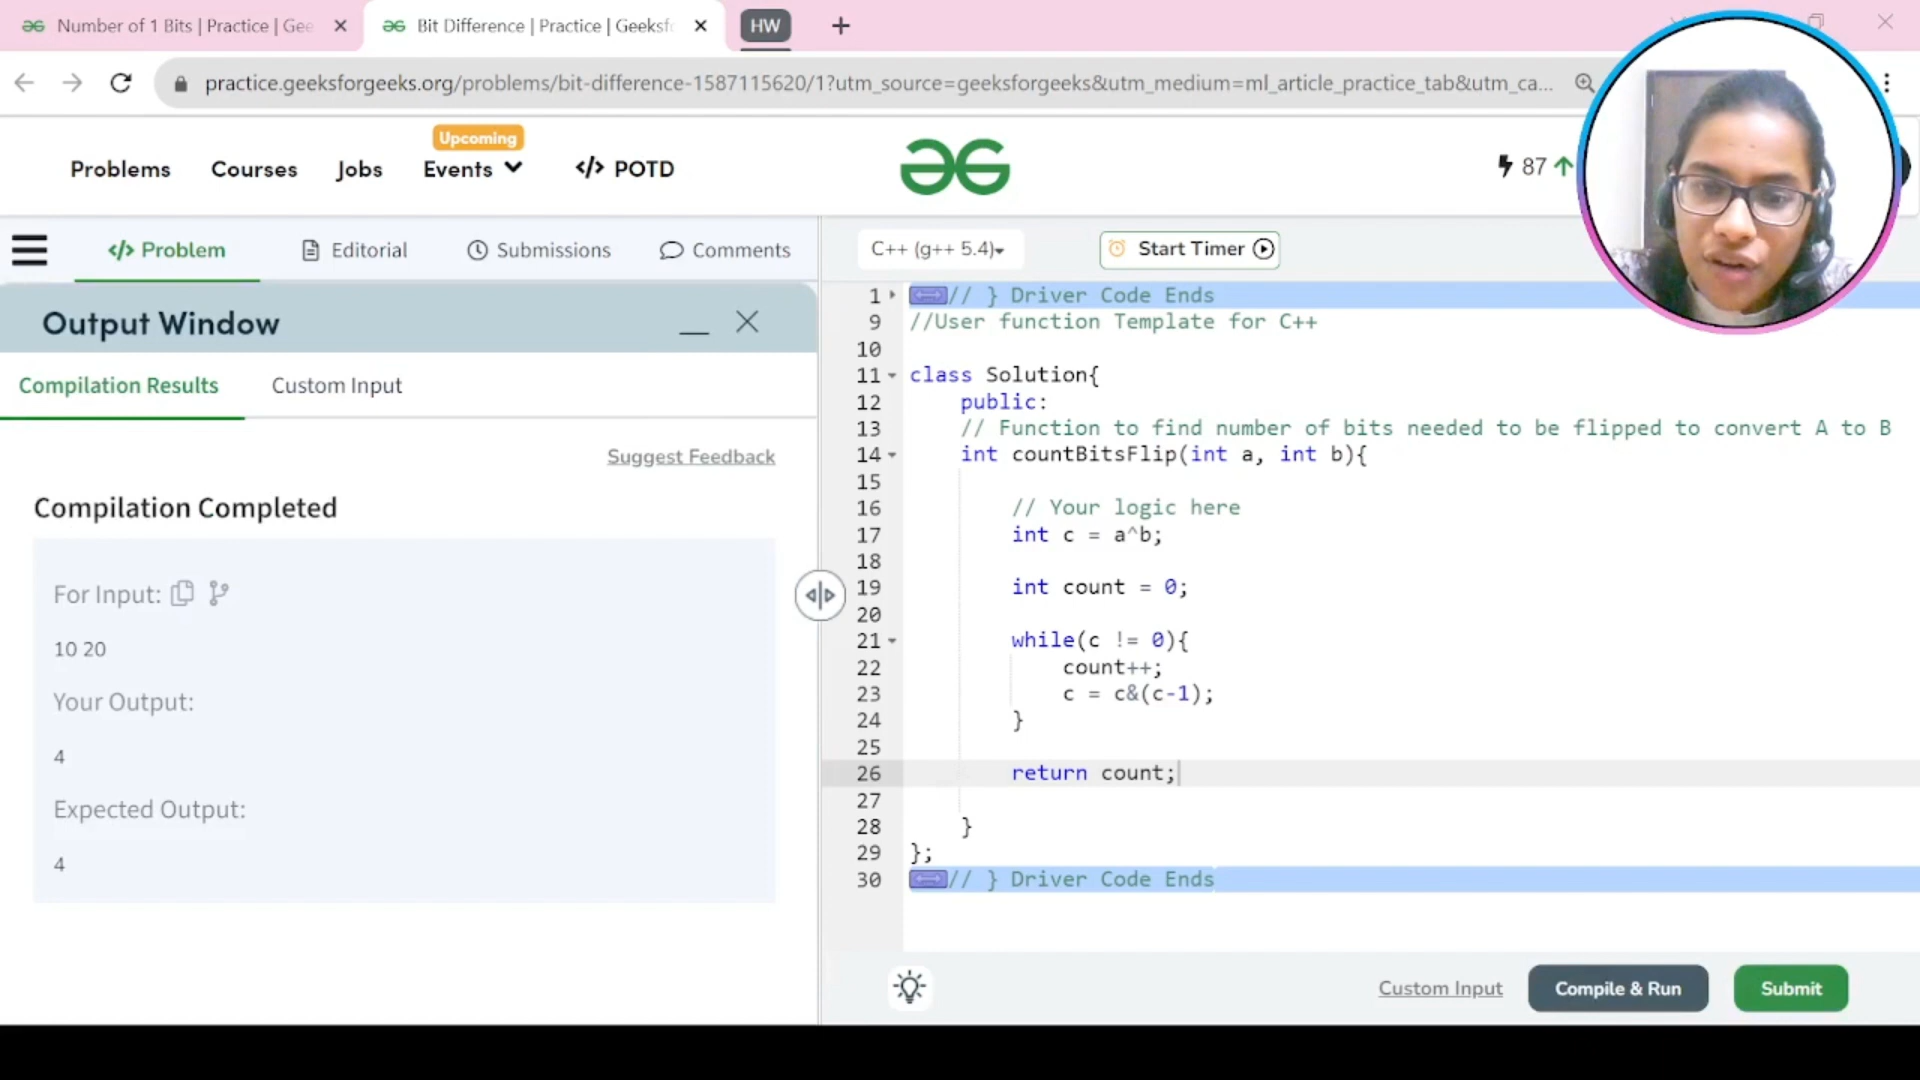 Number of 1 Bits | Practice | Gee
Bit Difference | Practice | Geeksf
HW
practice.geeksforgeeks.org/problems/bit-difference-1587115620/1?utm_source=geeksforgeeks&utm_medium=ml_article_practice_tab&utm_ca...
Upcoming
Problems Courses Jobs Events </> POTD
87
</> Problem Editorial Submissions Comments
C++ (g++ 5.4) Start Timer
Output Window
Compilation Results Custom Input
Suggest Feedback
Compilation Completed
For Input:
10 20
Your Output:
4
Expected Output:
4
1 // } Driver Code Ends
9 //User function Template for C++
10
11 class Solution{
12 public:
13 // Function to find number of bits needed to be flipped to convert A to B
14 int countBitsFlip(int a, int b){
15
16 // Your logic here
17 int c = a^b;
18
19 int count = 0;
20
21 while(c != 0){
22 count++;
23 c = c&(c-1);
24 }
25
26 return count;
27
28 }
29 };
30 // } Driver Code Ends
Custom Input Compile & Run Submit